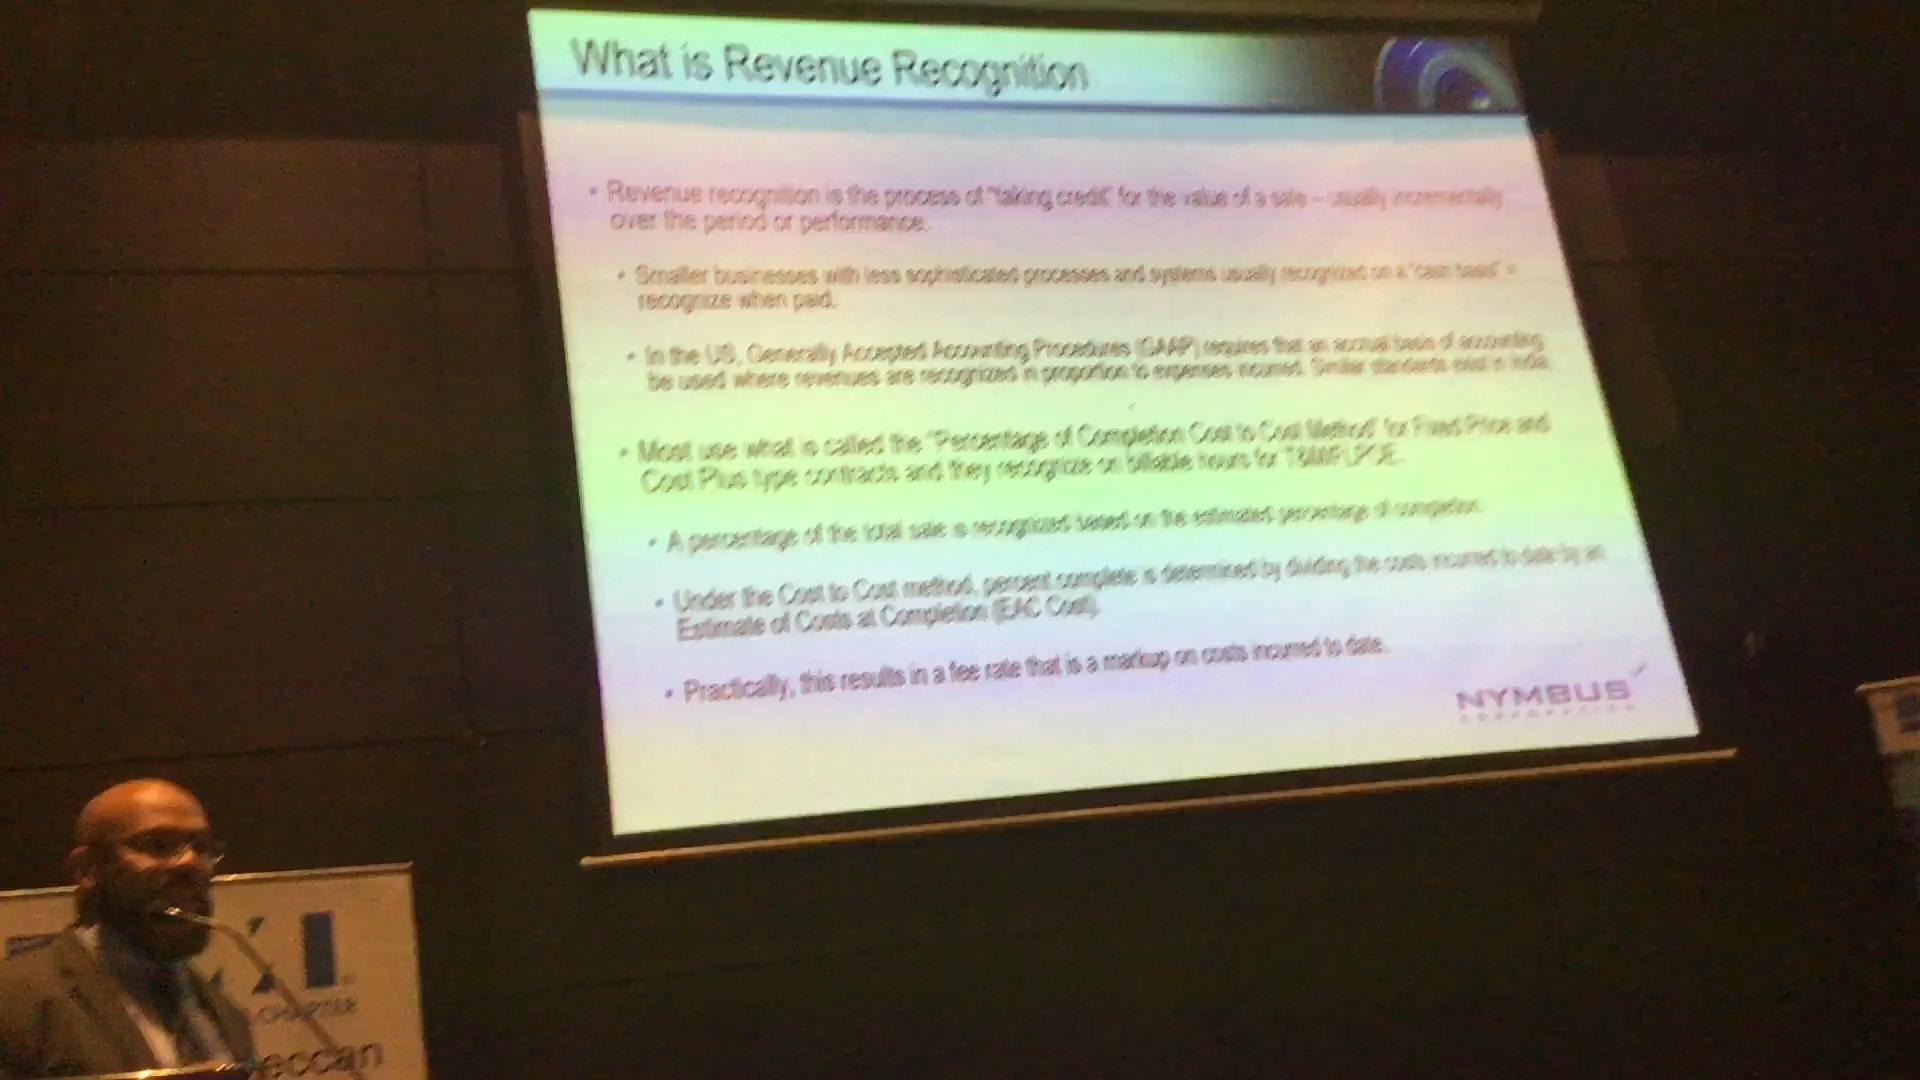 What is Revenue Recognition
• Revenue recognition is the process of "taking credit" for the value of a sale – usually incrementally
over the period or performance.
• Smaller businesses with less sophisticated processes and systems usually recognized on a "cash basis" =
recognize when paid.
• In the US, Generally Accepted Accounting Procedures (GAAP) requires that an accrual basis of accounting
be used where revenues are recognized in proportion to expenses incurred. Similar standards exist in India.
• Most use what is called the "Percentage of Completion Cost to Cost Method" for Fixed Price and
Cost Plus type contracts and they recognize on billable hours for
• A percentage of the total sale is recognized based on the estimated percentage of completion.
• Under the Cost to Cost method, percent complete is determined by dividing the costs incurred to date by an
Estimate of Costs at Completion (EAC Cost).
• Practically, this results in a fee rate that is a markup on costs incurred to date.
NYMBUS
CORPORATION
CHAPTER
eccan